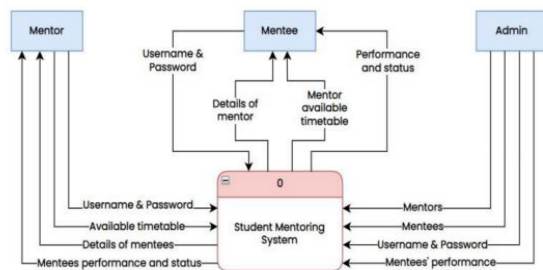 Mentor
Mentee
Admin
Username &
Password
Performance
and status
Details of
mentor
Mentor
available
timetable
0
Student Mentoring
System
Username & Password
Available timetable
Details of mentees
Mentees performance and status
Mentors
Mentees
Username & Password
Mentees' performance